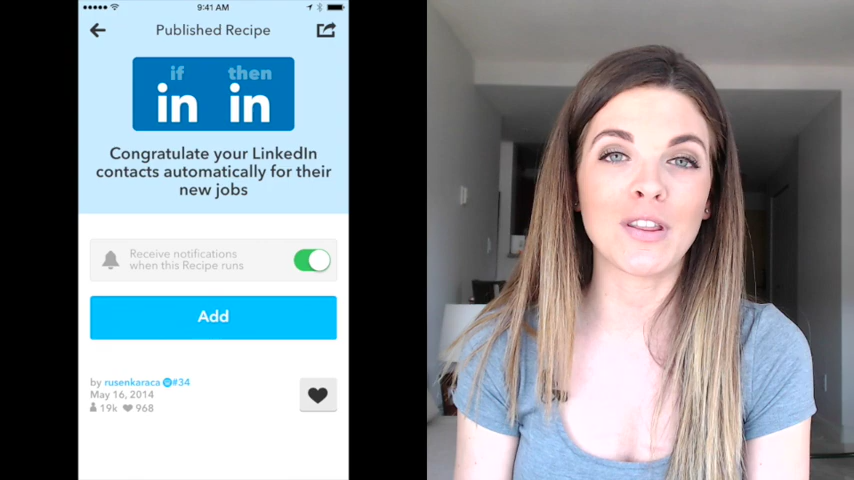 9:41 AM
Published Recipe
if then
in in
Congratulate your LinkedIn
contacts automatically for their
new jobs
Receive notifications
when this Recipe runs
Add
by rusenkaraca #34
May 16, 2014
19k 968